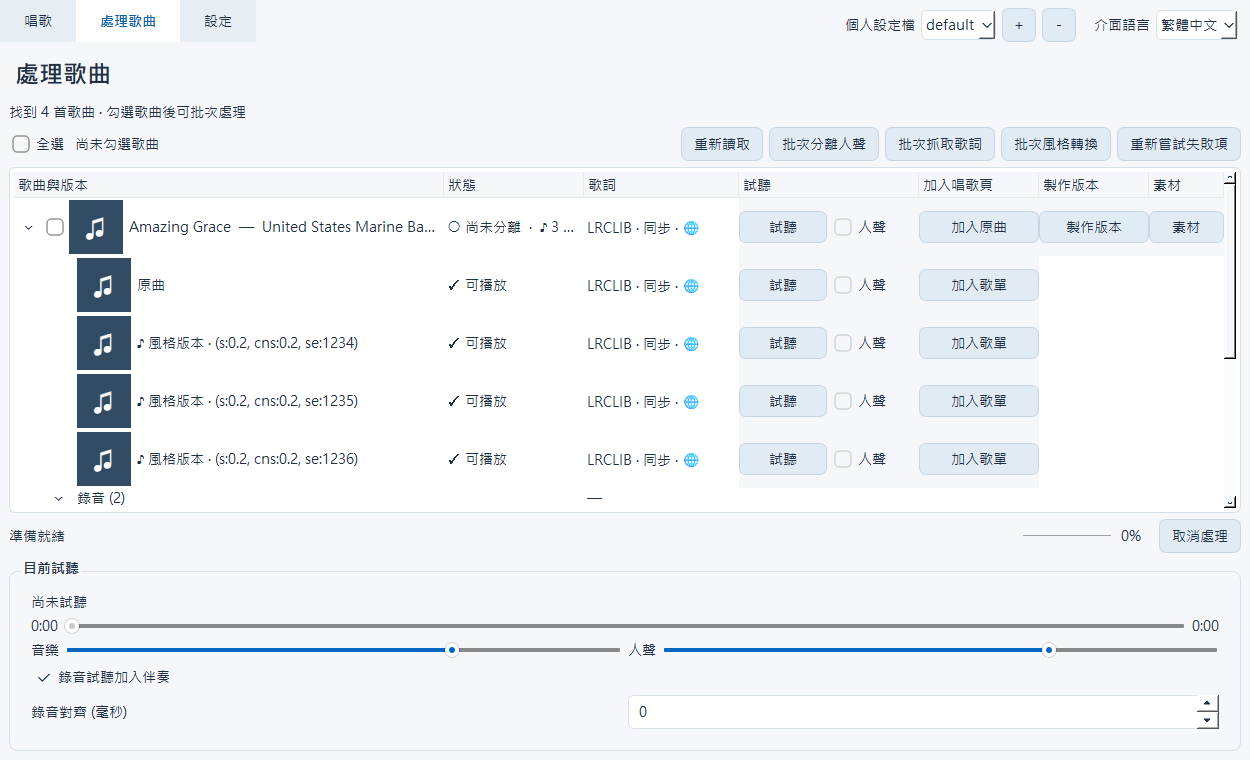 唱歌 處理歌曲 設定 個人設定檔 default + - 介面語言 繁體中文
處理歌曲
找到 4 首歌曲 · 勾選歌曲後可批次處理
全選 尚未勾選歌曲 重新讀取 批次分離人聲 批次抓取歌詞 批次風格轉換 重新嘗試失敗項
歌曲與版本 狀態 歌詞 試聽 加入唱歌頁 製作版本 素材
Amazing Grace — United States Marine Ba... ○ 尚未分離 · ♪ 3 ... LRCLIB · 同步 · 🌐 試聽 人聲 加入原曲 製作版本 素材
原曲 ✓ 可播放 LRCLIB · 同步 · 🌐 試聽 人聲 加入歌單
♪ 風格版本 · (s:0.2, cns:0.2, se:1234) ✓ 可播放 LRCLIB · 同步 · 🌐 試聽 人聲 加入歌單
♪ 風格版本 · (s:0.2, cns:0.2, se:1235) ✓ 可播放 LRCLIB · 同步 · 🌐 試聽 人聲 加入歌單
♪ 風格版本 · (s:0.2, cns:0.2, se:1236) ✓ 可播放 LRCLIB · 同步 · 🌐 試聽 人聲 加入歌單
錄音 (2) —
準備就緒 0% 取消處理
目前試聽
尚未試聽
0:00 0:00
音樂 人聲
✓ 錄音試聽加入伴奏
錄音對齊 (毫秒) 0